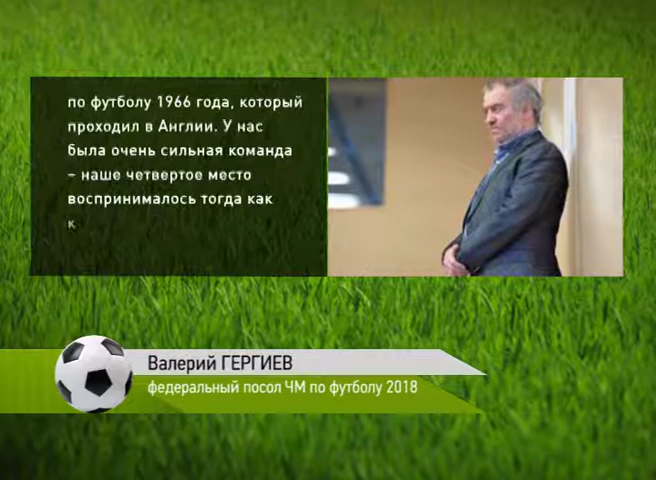 по футболу 1966 года, который
проходил в Англии. У нас
была очень сильная команда
– наше четвертое место
воспринималось тогда как
к
Валерий ГЕРГИЕВ
федеральный посол ЧМ по футболу 2018